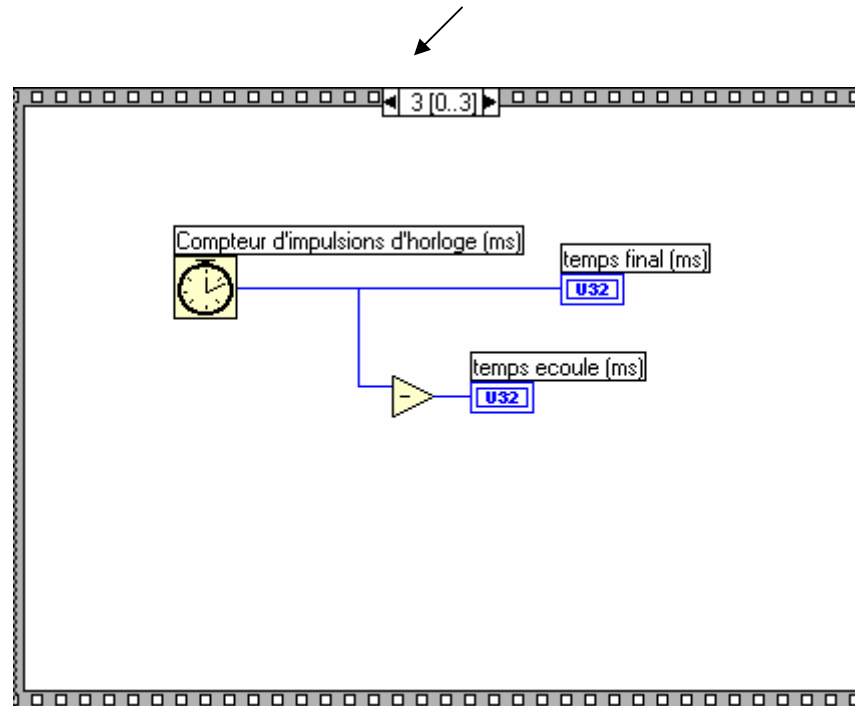 3 [0..3]
Compteur d'impulsions d'horloge (ms)
temps final (ms)
U32
temps ecoule (ms)
U32